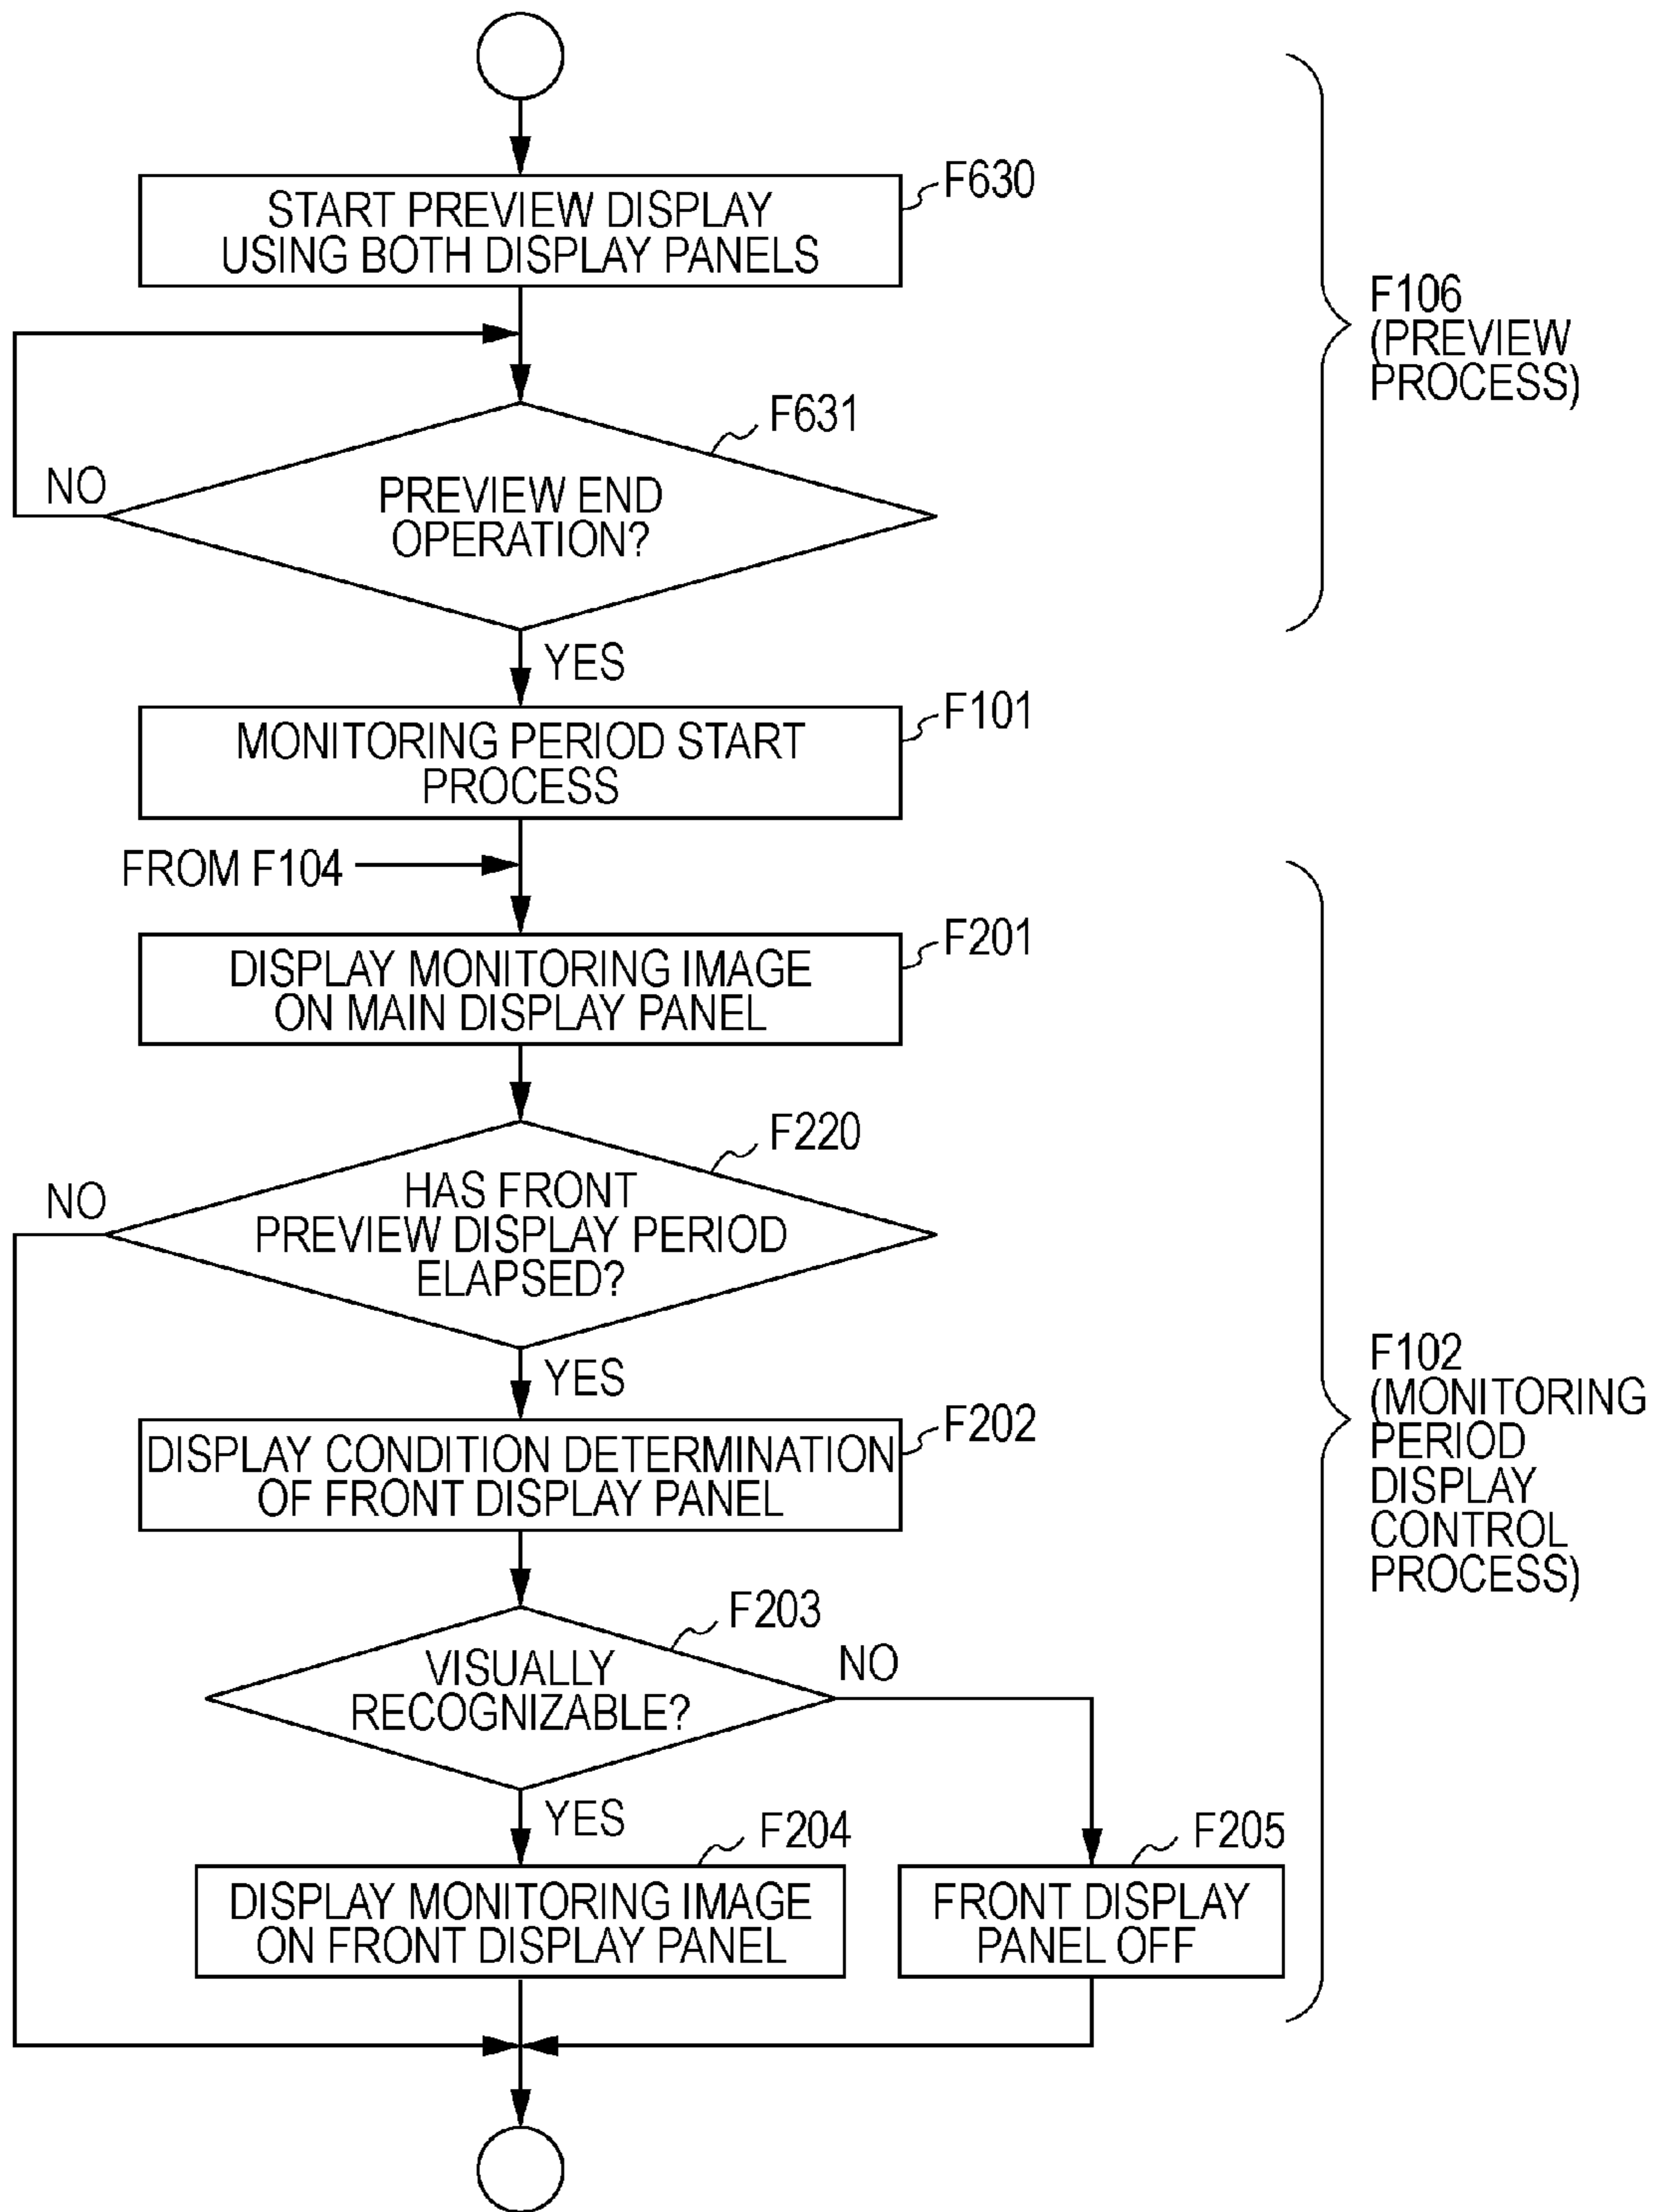 F630
START PREVIEW DISPLAY
USING BOTH DISPLAY PANELS
F106
(PREVIEW
PROCESS)
F631
NO
PREVIEW END
OPERATION?
YES
F101
MONITORING PERIOD START
PROCESS
FROM F104
F201
DISPLAY MONITORING IMAGE
ON MAIN DISPLAY PANEL
F220
NO
HAS FRONT
PREVIEW DISPLAY PERIOD
ELAPSED?
YES
F102
(MONITORING
PERIOD
DISPLAY
CONTROL
PROCESS)
F202
DISPLAY CONDITION DETERMINATION
OF FRONT DISPLAY PANEL
F203
VISUALLY
RECOGNIZABLE?
NO
YES
F204
DISPLAY MONITORING IMAGE
ON FRONT DISPLAY PANEL
F205
FRONT DISPLAY
PANEL OFF